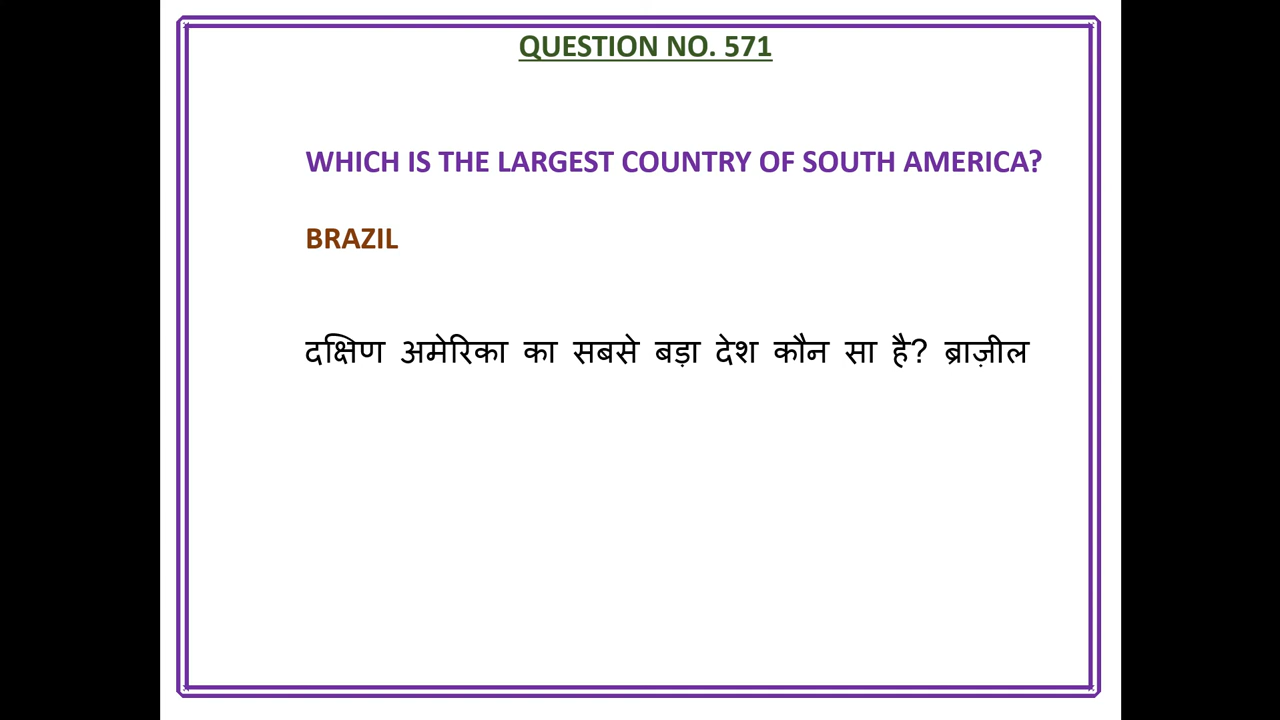 QUESTION NO. 571
WHICH IS THE LARGEST COUNTRY OF SOUTH AMERICA?
BRAZIL
दक्षिण अमेरिका का सबसे बड़ा देश कौन सा है? ब्राज़ील